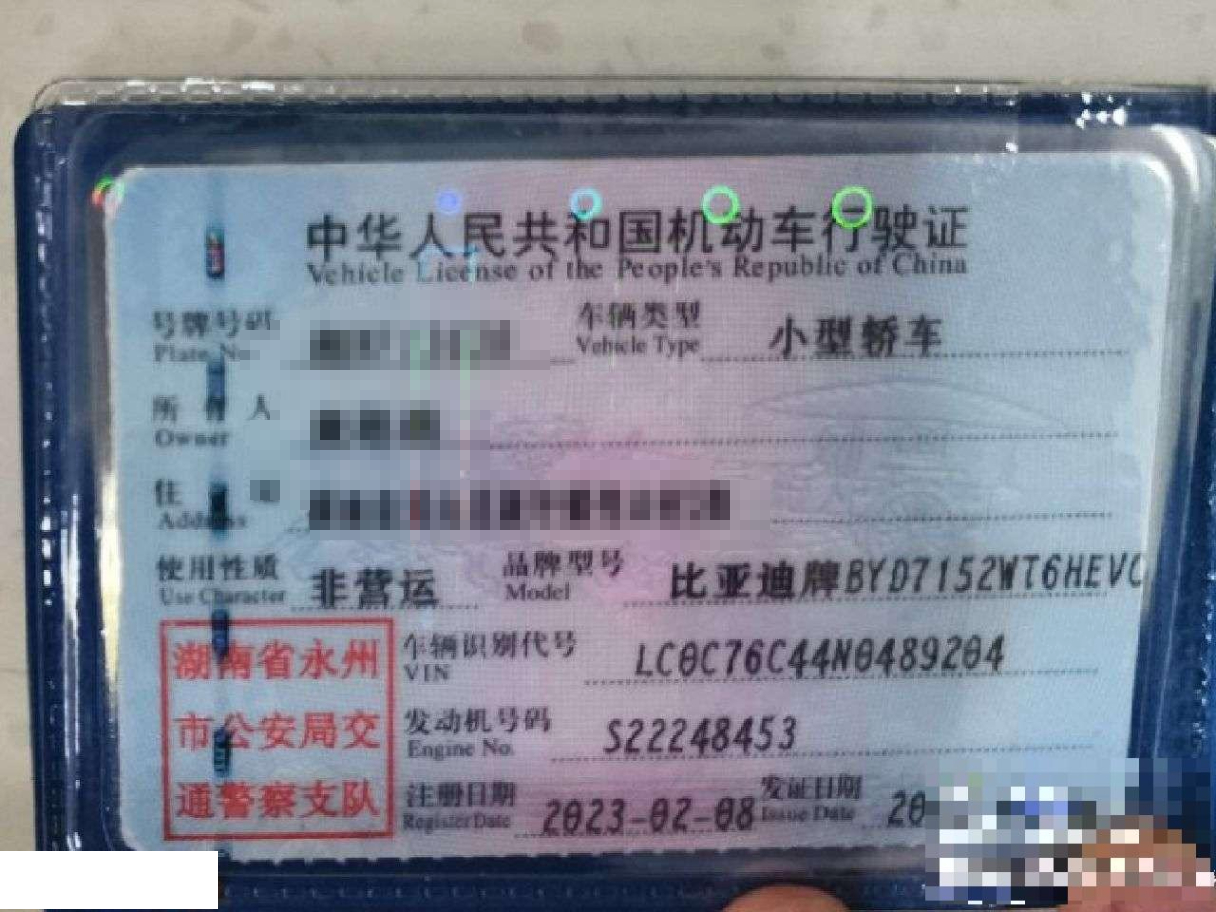 中华人民共和国机动车行驶证
Vehicle License of the People's Republic of China
号牌号码 车辆类型 小型轿车
Plate No. Vehicle Type
所有人
Owner
住
Address
使用性质 非营运 品牌型号 比亚迪牌BYD7152WT6HEVC
Use Character Model
湖南省永州
市公安局交
通警察支队
车辆识别代号 LC0C76C44N0489204
VIN
发动机号码 S22248453
Engine No.
注册日期 2023-02-08 发证日期 20
Register Date Issue Date